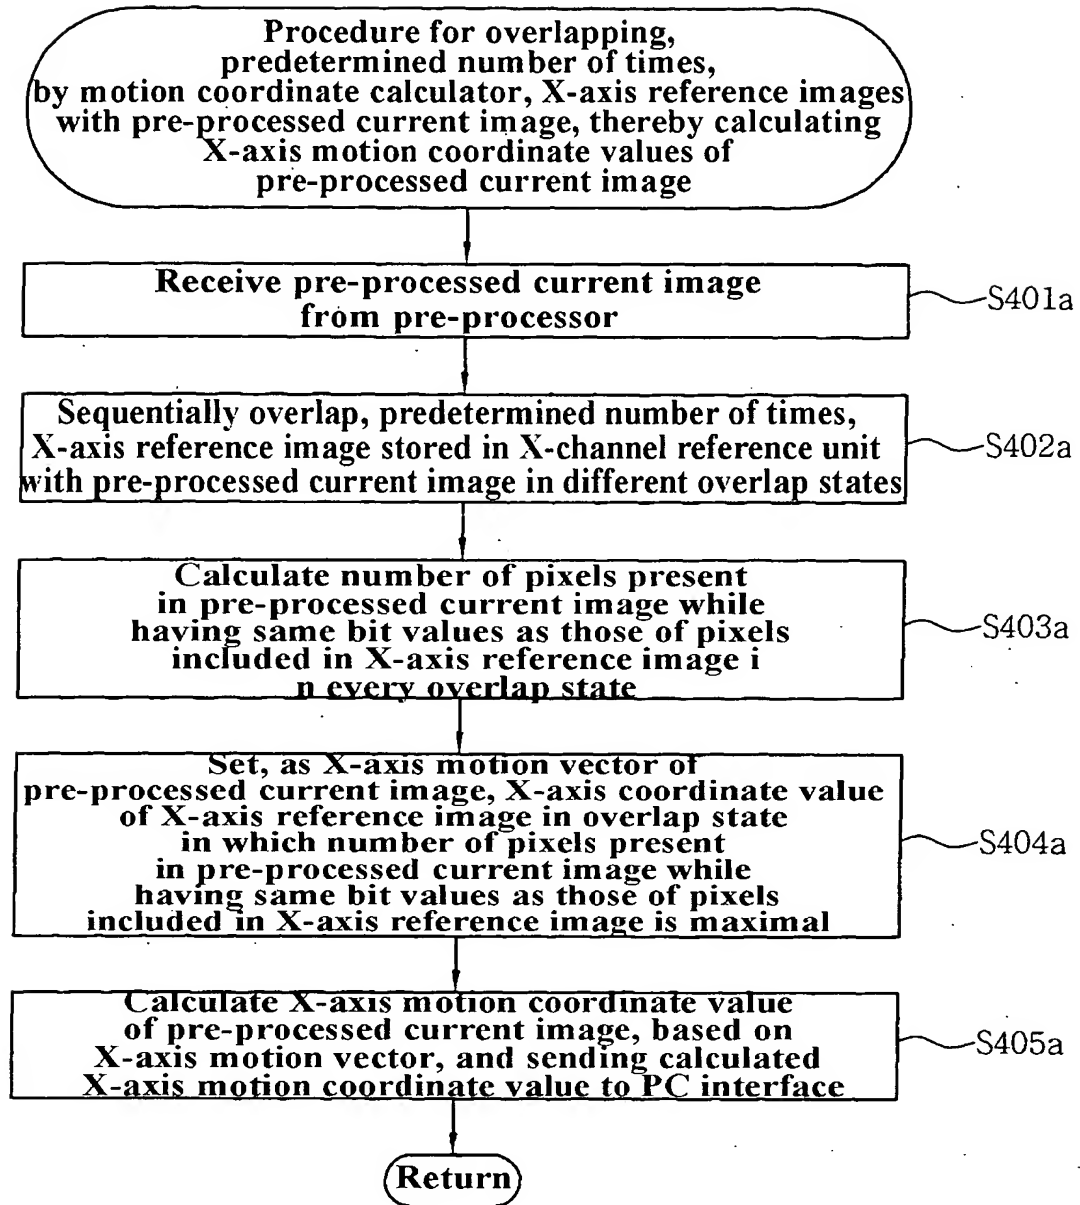 Procedure for overlapping,
predetermined number of times,
by motion coordinate calculator, X-axis reference images
with pre-processed current image, thereby calculating
X-axis motion coordinate values of
pre-processed current image
Receive pre-processed current image
from pre-processor
S401a
Sequentially overlap, predetermined number of times,
X-axis reference image stored in X-channel reference unit
with pre-processed current image in different overlap states
S402a
Calculate number of pixels present
in pre-processed current image while
having same bit values as those of pixels
included in X-axis reference image i
n every overlap state
S403a
Set, as X-axis motion vector of
pre-processed current image, X-axis coordinate value
of X-axis reference image in overlap state
in which number of pixels present
in pre-processed current image while
having same bit values as those of pixels
included in X-axis reference image is maximal
S404a
Calculate X-axis motion coordinate value
of pre-processed current image, based on
X-axis motion vector, and sending calculated
X-axis motion coordinate value to PC interface
S405a
Return